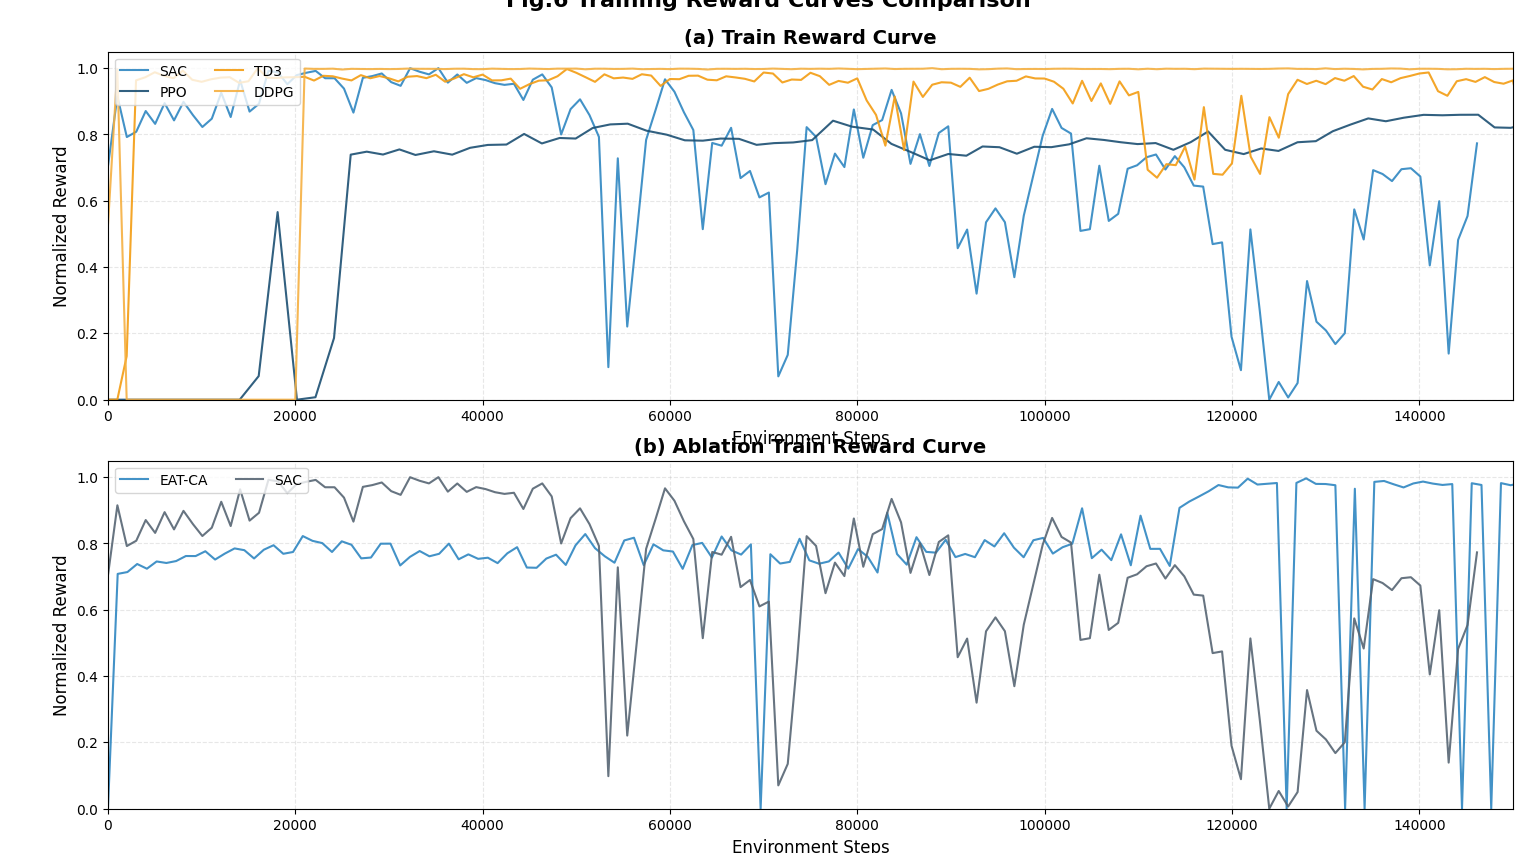 Fig.6 Training Reward Curves Comparison
(a) Train Reward Curve
SAC TD3
PPO DDPG
Normalized Reward
1.0
0.8
0.6
0.4
0.2
0.0
0 20000 40000 60000 80000 100000 120000 140000
Environment Steps
(b) Ablation Train Reward Curve
EAT-CA SAC
Normalized Reward
1.0
0.8
0.6
0.4
0.2
0.0
0 20000 40000 60000 80000 100000 120000 140000
Environment Steps